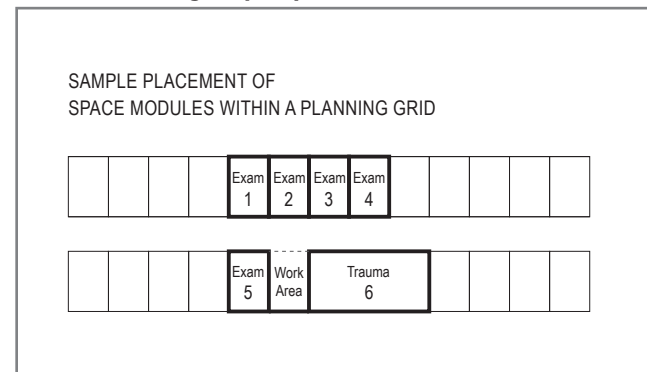 SAMPLE PLACEMENT OF
SPACE MODULES WITHIN A PLANNING GRID
Exam Exam Exam Exam
1 2 3 4
Exam Work Trauma
5 Area 6